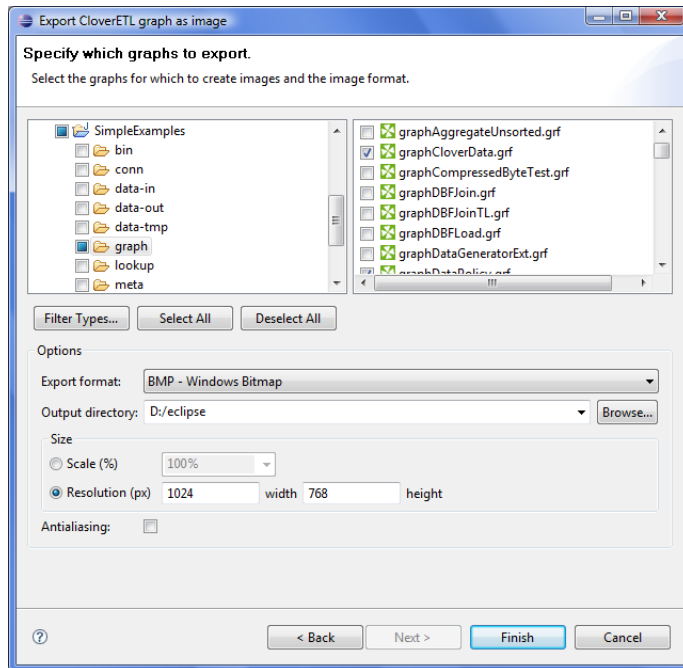 Export CloverETL graph as image
Specify which graphs to export.
Select the graphs for which to create images and the image format.
SimpleExamples
bin
conn
data-in
data-out
data-tmp
graph
lookup
meta
graphAggregateUnsorted.grf
graphCloverData.grf
graphCompressedByteTest.grf
graphDBFJoin.grf
graphDBFJoinTL.grf
graphDBFLoad.grf
graphDataGeneratorExt.grf
graphDataPolicy.grf
Filter Types... Select All Deselect All
Options
Export format: BMP - Windows Bitmap
Output directory: D:/eclipse Browse...
Size
Scale (%) 100%
Resolution (px) 1024 width 768 height
Antialiasing:
? < Back Next > Finish Cancel